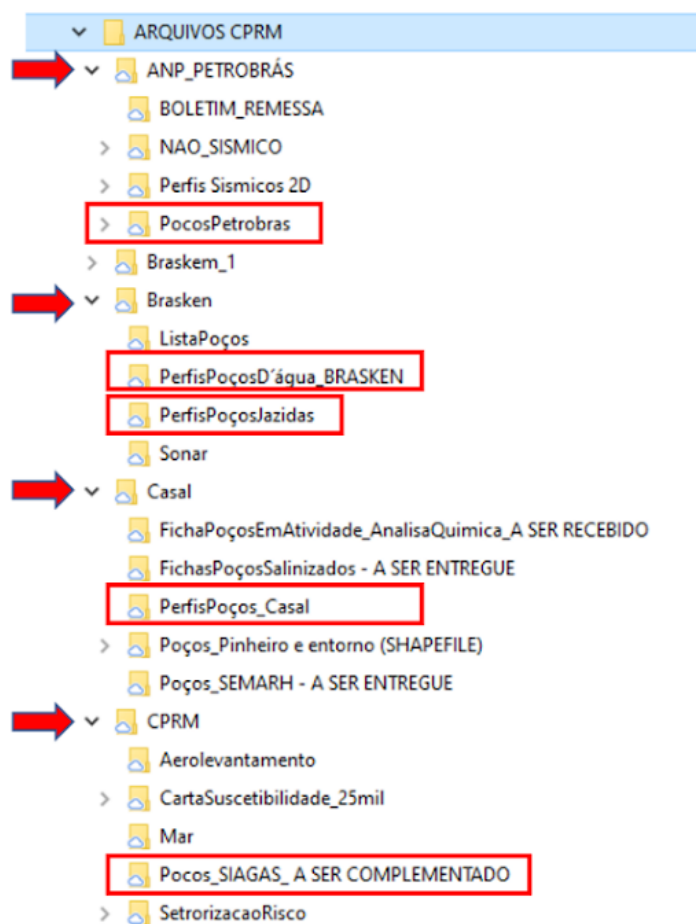 ARQUIVOS CPRM
ANP_PETROBRÁS
BOLETIM_REMESSA
NAO_SISMICO
Perfis Sismicos 2D
PocosPetrobras
Braskem_1
Brasken
ListaPoços
PerfisPoçosD´água_BRASKEN
PerfisPoçosJazidas
Sonar
Casal
FichaPoçosEmAtividade_AnalisaQuimica_A SER RECEBIDO
FichasPoçosSalinizados - A SER ENTREGUE
PerfisPoços_Casal
Poços_Pinheiro e entorno (SHAPEFILE)
Poços_SEMARH - A SER ENTREGUE
CPRM
Aerolevantamento
CartaSuscetibilidade_25mil
Mar
Pocos_SIAGAS_ A SER COMPLEMENTADO
SetrorizacaoRisco